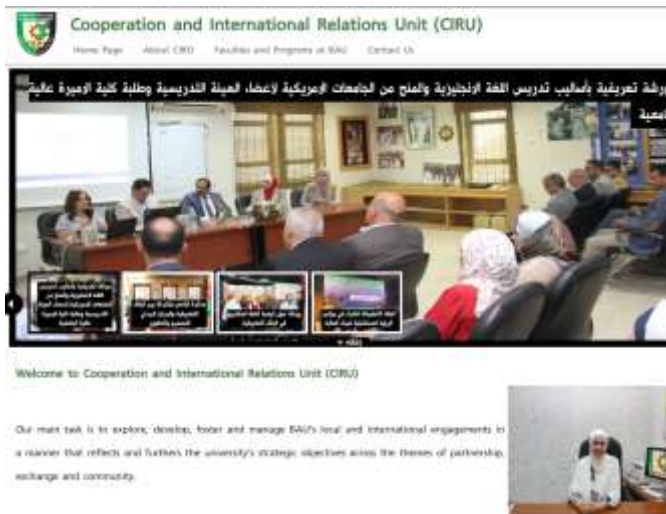 Cooperation and International Relations Unit (CIRU)
Home Page About CIRU Faculties and Programs at BAU Contact Us
ورشة تعريفية بأساليب تدريس اللغة الانجليزية والمنح من الجامعات الامريكية لاعضاء الهيئة التدريسية وطلبة كلية الاميرة عالية
الجامعية
Welcome to Cooperation and International Relations Unit (CIRU)
Our main task is to explore, develop, foster and manage BAU's local and international engagements in
a manner that reflects and furthers the university's strategic objectives across the themes of partnership,
exchange and community.